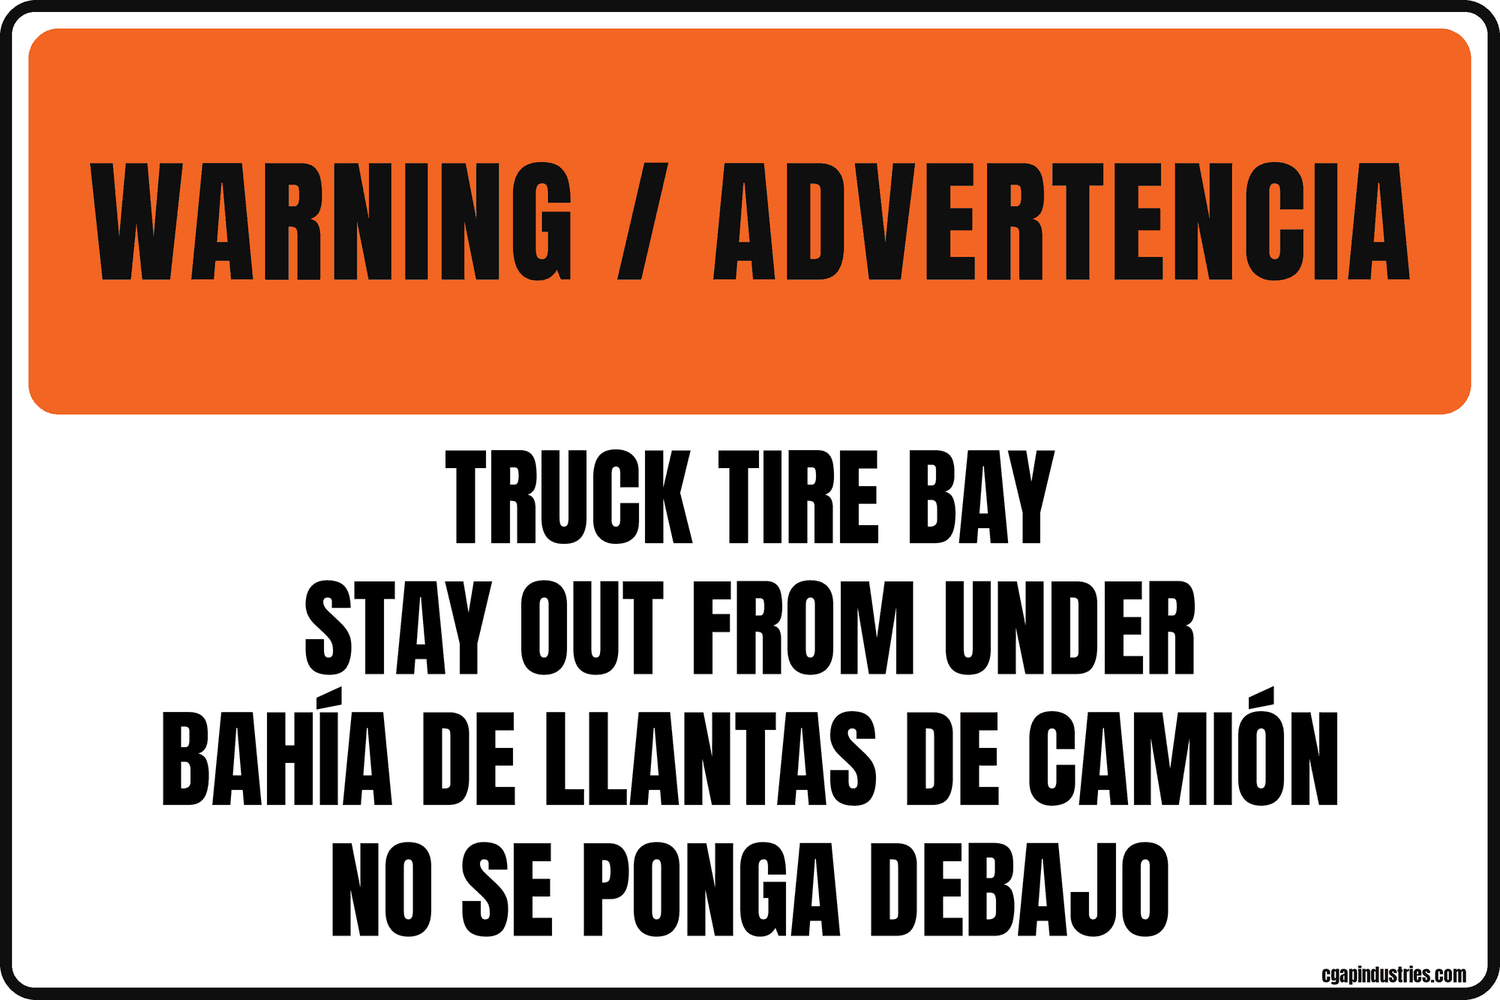 WARNING / ADVERTENCIA
TRUCK TIRE BAY
STAY OUT FROM UNDER
BAHÍA DE LLANTAS DE CAMIÓN
NO SE PONGA DEBAJO
cgapindustries.com